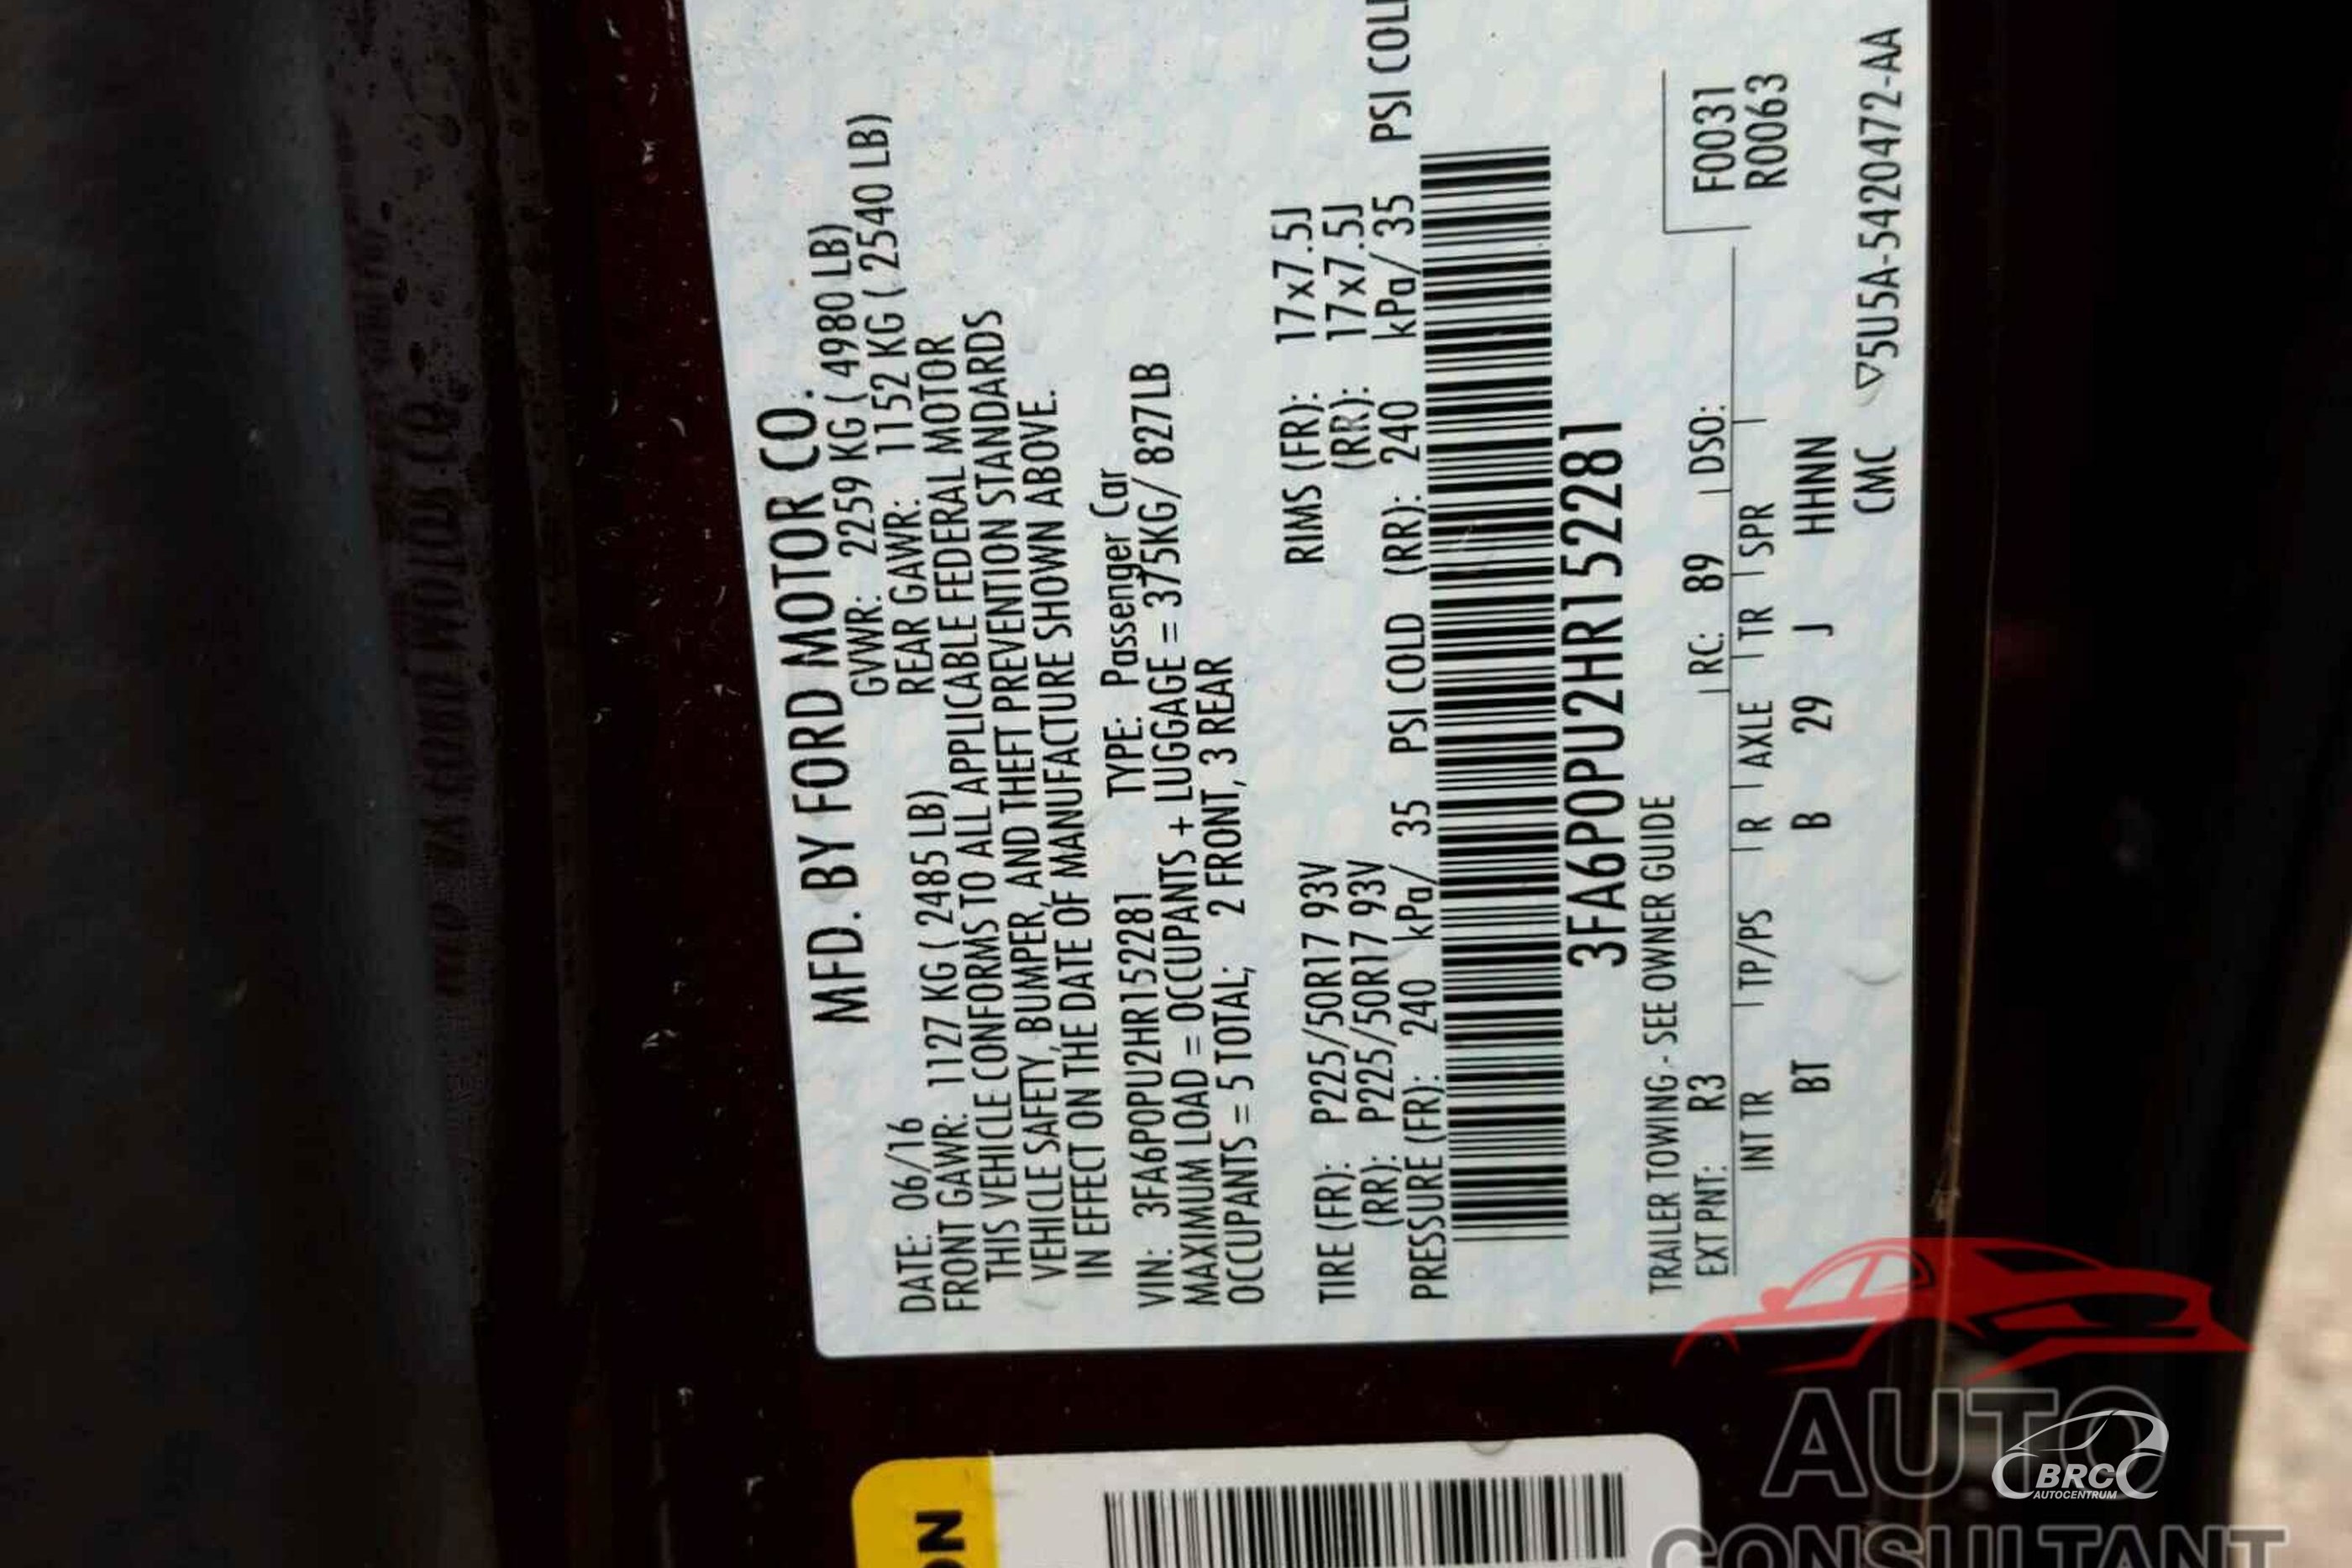 MFD. BY FORD MOTOR CO.
DATE: 06/16 GVWR: 2259 KG ( 4980 LB)
FRONT GAWR: 1127 KG ( 2485 LB) REAR GAWR: 1152 KG ( 2540 LB)
THIS VEHICLE CONFORMS TO ALL APPLICABLE FEDERAL MOTOR
VEHICLE SAFETY, BUMPER, AND THEFT PREVENTION STANDARDS
IN EFFECT ON THE DATE OF MANUFACTURE SHOWN ABOVE.
VIN: 3FA6P0PU2HR152281 TYPE: Passenger Car
MAXIMUM LOAD = OCCUPANTS + LUGGAGE = 375KG/ 827LB
OCCUPANTS = 5 TOTAL; 2 FRONT, 3 REAR
TIRE (FR): P225/50R17 93V RIMS (FR): 17x7.5J
(RR): P225/50R17 93V (RR): 17x7.5J
PRESSURE (FR): 240 kPa/ 35 PSI COLD (RR): 240 kPa/ 35 PSI COL
3FA6P0PU2HR152281
TRAILER TOWING - SEE OWNER GUIDE
EXT PNT: R3 RC: 89 DSO: F0031
R0063
INT TR TP/PS R AXLE TR SPR
BT B 29 J HHNN
CMC ▽5U5A-5420472-AA
ON
AUTO
CONSULTANT
BRC
AUTOCENTRUM